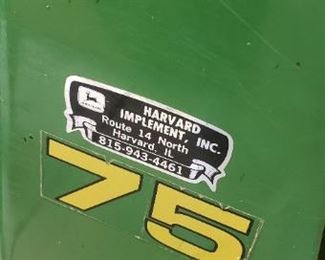 HARVARD
IMPLEMENT, INC.
Route 14 North
Harvard, IL
815-943-4461
75